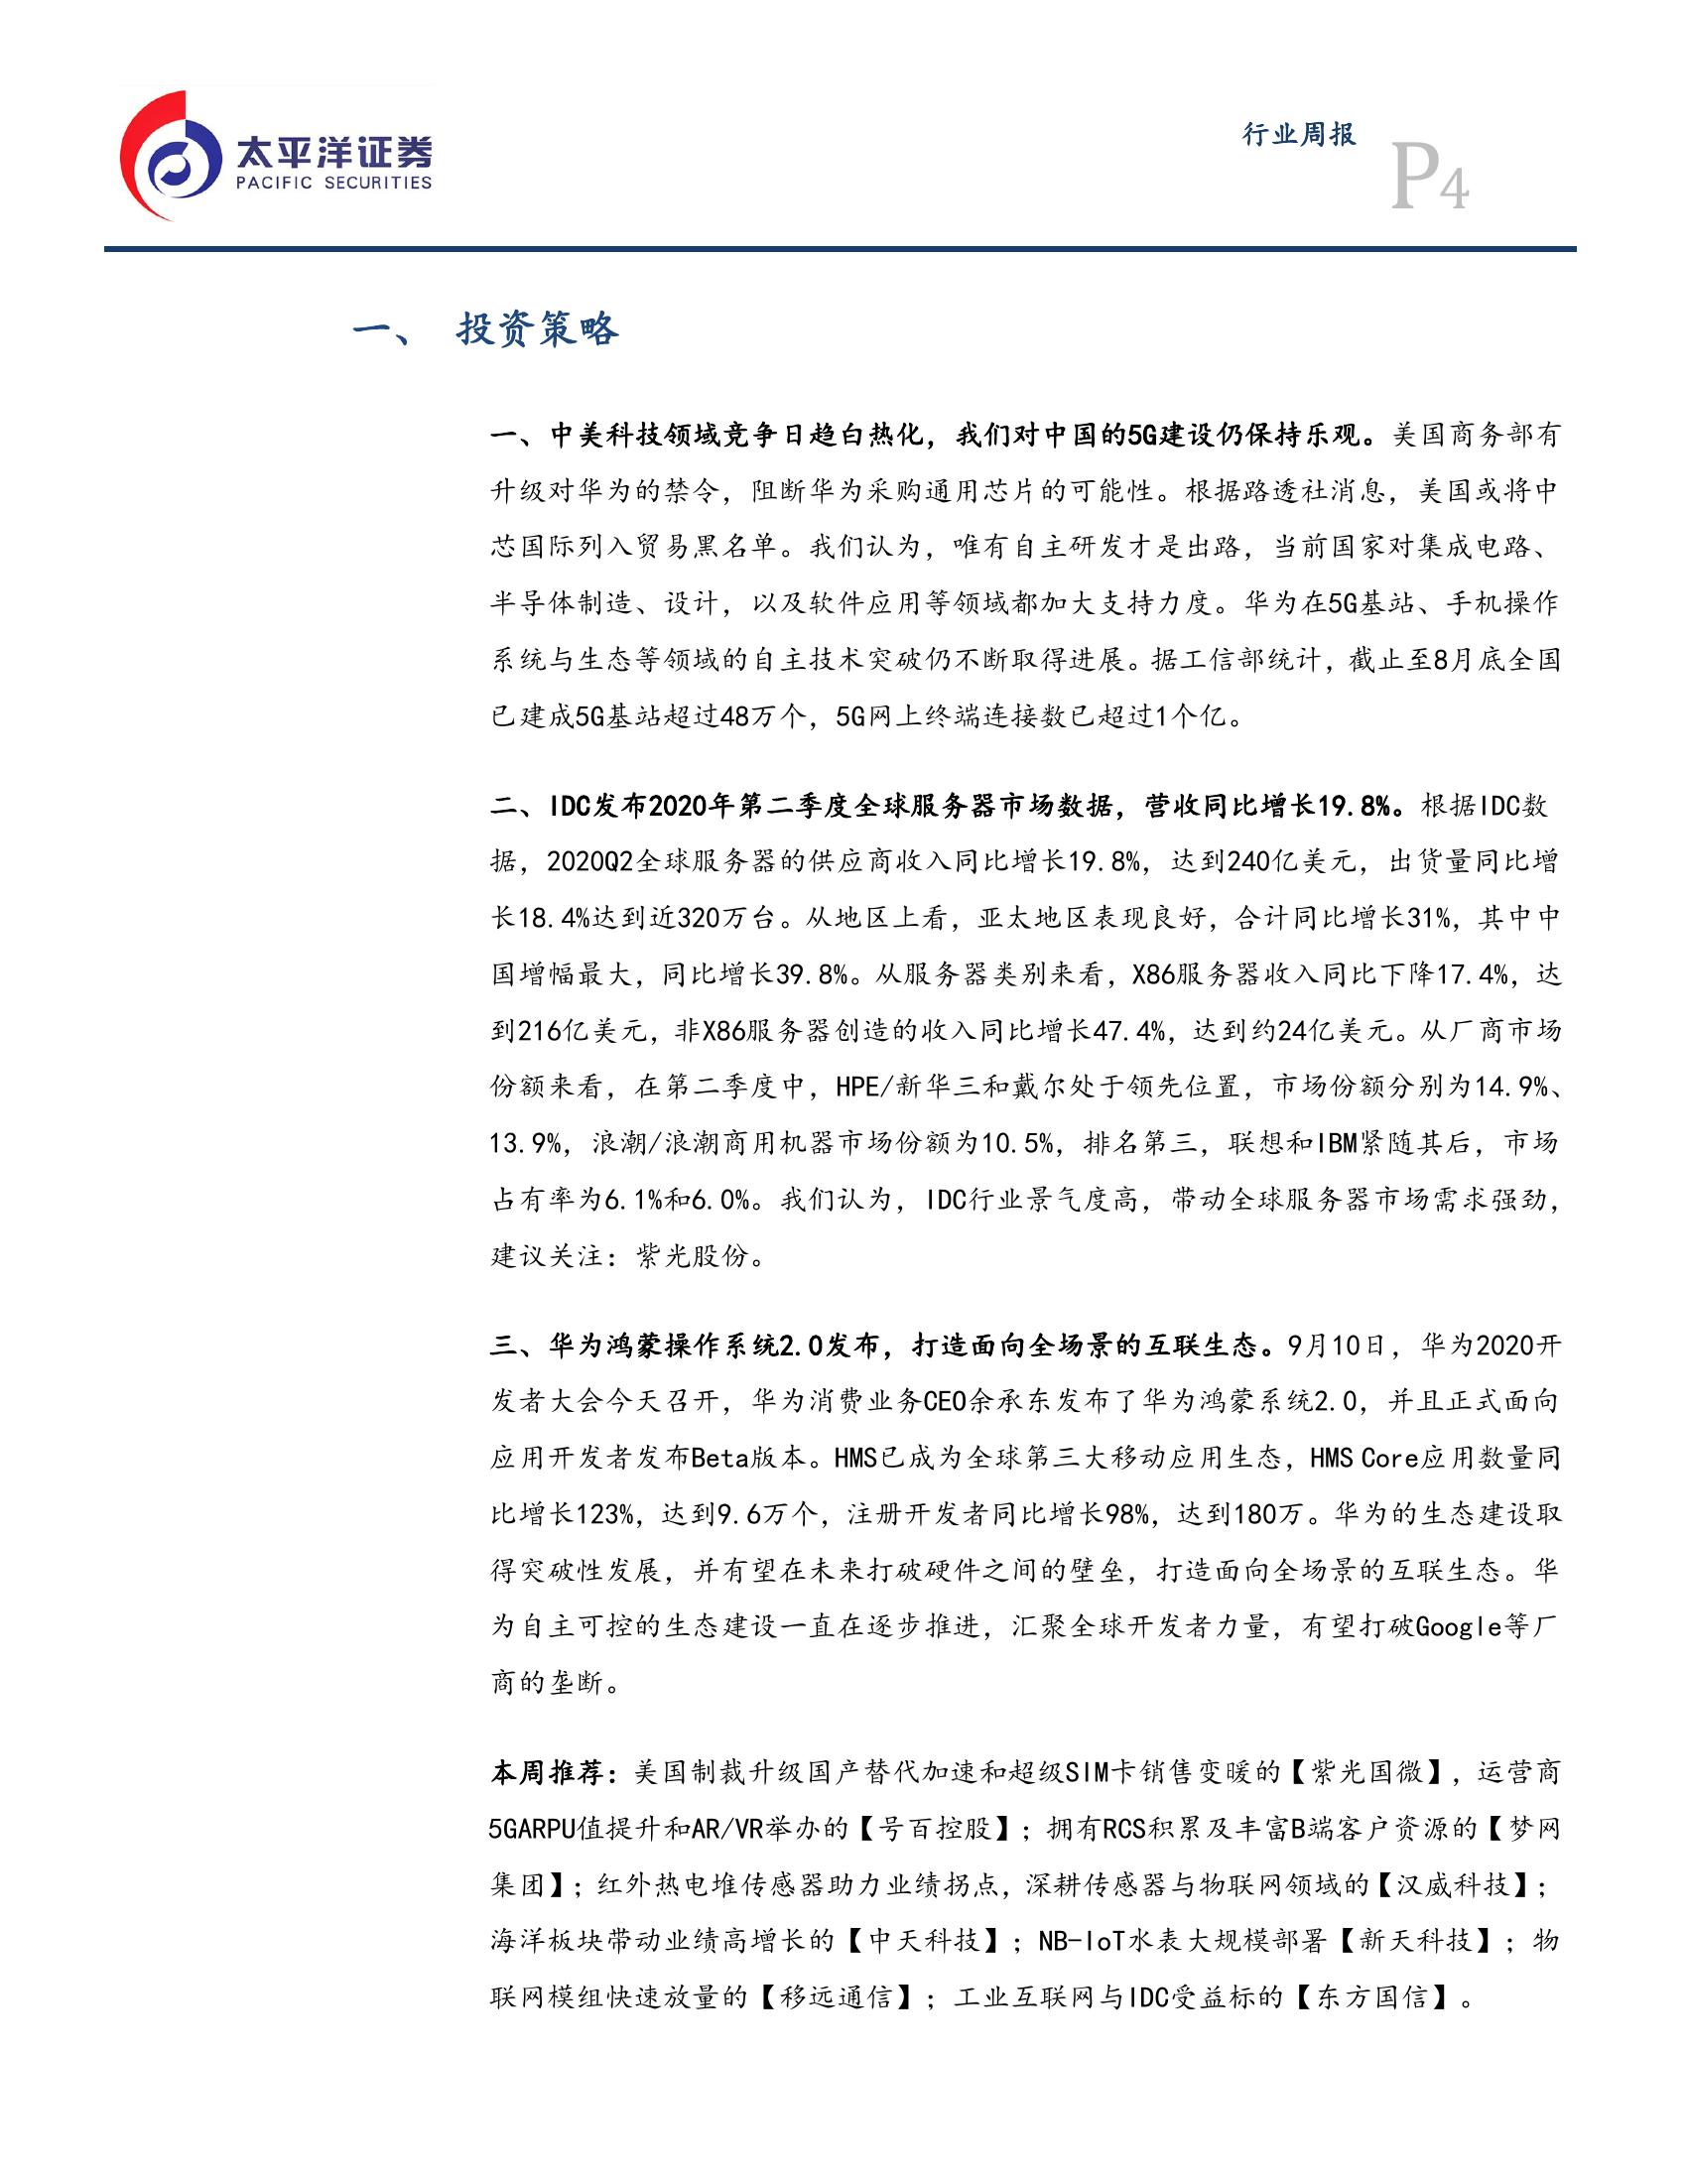 太平洋证券
PACIFIC SECURITIES
行业周报
P4
一、 投资策略
一、中美科技领域竞争日趋白热化，我们对中国的5G建设仍保持乐观。美国商务部有
升级对华为的禁令，阻断华为采购通用芯片的可能性。根据路透社消息，美国或将中
芯国际列入贸易黑名单。我们认为，唯有自主研发才是出路，当前国家对集成电路、
半导体制造、设计，以及软件应用等领域都加大支持力度。华为在5G基站、手机操作
系统与生态等领域的自主技术突破仍不断取得进展。据工信部统计，截止至8月底全国
已建成5G基站超过48万个，5G网上终端连接数已超过1个亿。
二、IDC发布2020年第二季度全球服务器市场数据，营收同比增长19.8%。根据IDC数
据，2020Q2全球服务器的供应商收入同比增长19.8%，达到240亿美元，出货量同比增
长18.4%达到近320万台。从地区上看，亚太地区表现良好，合计同比增长31%，其中中
国增幅最大，同比增长39.8%。从服务器类别来看，X86服务器收入同比下降17.4%，达
到216亿美元，非X86服务器创造的收入同比增长47.4%，达到约24亿美元。从厂商市场
份额来看，在第二季度中，HPE/新华三和戴尔处于领先位置，市场份额分别为14.9%、
13.9%，浪潮/浪潮商用机器市场份额为10.5%，排名第三，联想和IBM紧随其后，市场
占有率为6.1%和6.0%。我们认为，IDC行业景气度高，带动全球服务器市场需求强劲，
建议关注：紫光股份。
三、华为鸿蒙操作系统2.0发布，打造面向全场景的互联生态。9月10日，华为2020开
发者大会今天召开，华为消费业务CEO余承东发布了华为鸿蒙系统2.0，并且正式面向
应用开发者发布Beta版本。HMS已成为全球第三大移动应用生态，HMS Core应用数量同
比增长123%，达到9.6万个，注册开发者同比增长98%，达到180万。华为的生态建设取
得突破性发展，并有望在未来打破硬件之间的壁垒，打造面向全场景的互联生态。华
为自主可控的生态建设一直在逐步推进，汇聚全球开发者力量，有望打破Google等厂
商的垄断。
本周推荐：美国制裁升级国产替代加速和超级SIM卡销售变暖的【紫光国微】，运营商
5GARPU值提升和AR/VR举办的【号百控股】；拥有RCS积累及丰富B端客户资源的【梦网
集团】；红外热电堆传感器助力业绩拐点，深耕传感器与物联网领域的【汉威科技】；
海洋板块带动业绩高增长的【中天科技】；NB-IoT水表大规模部署【新天科技】；物
联网模组快速放量的【移远通信】；工业互联网与IDC受益标的【东方国信】。